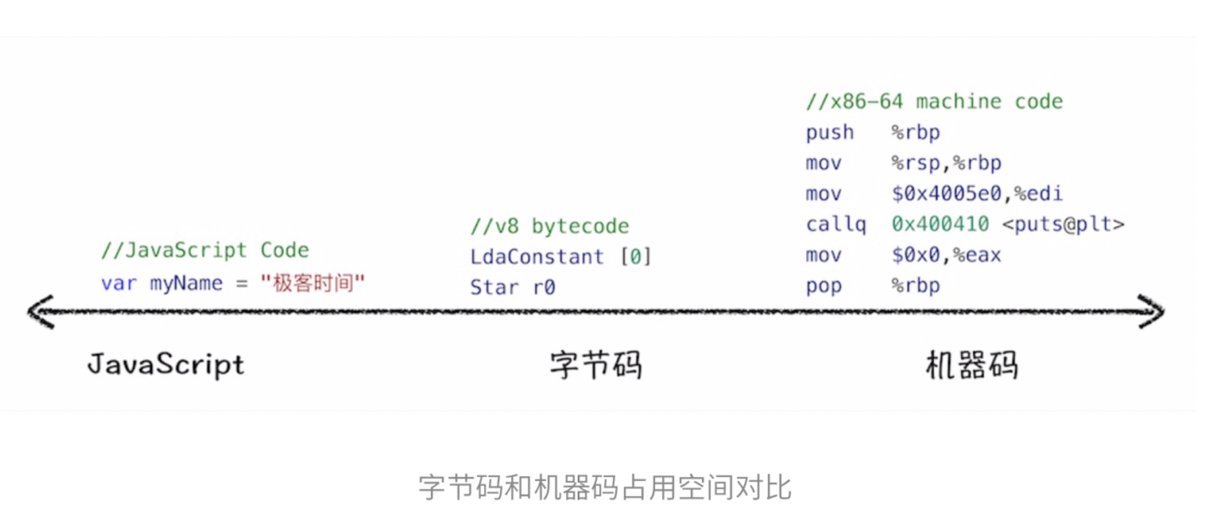 //JavaScript Code
var myName = "极客时间"
//v8 bytecode
LdaConstant [0]
Star r0
//x86-64 machine code
push %rbp
mov %rsp,%rbp
mov $0x4005e0,%edi
callq 0x400410 <puts@plt>
mov $0x0,%eax
pop %rbp
JavaScript
字节码
机器码
字节码和机器码占用空间对比